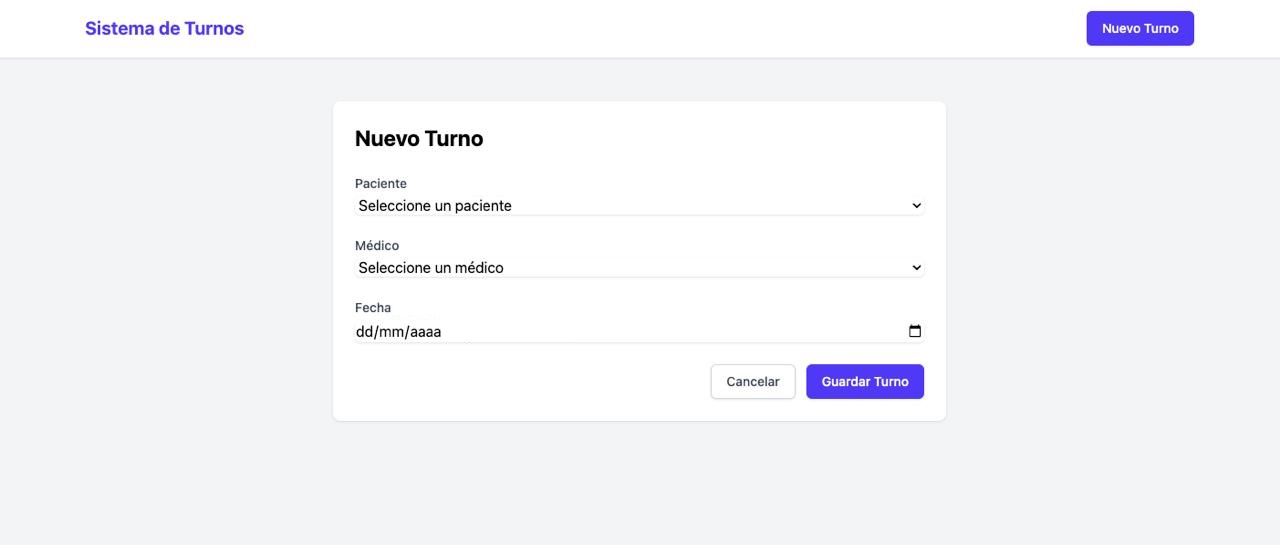 Sistema de Turnos
Nuevo Turno
Nuevo Turno
Paciente
Seleccione un paciente
Médico
Seleccione un médico
Fecha
dd/mm/aaaa
Cancelar
Guardar Turno